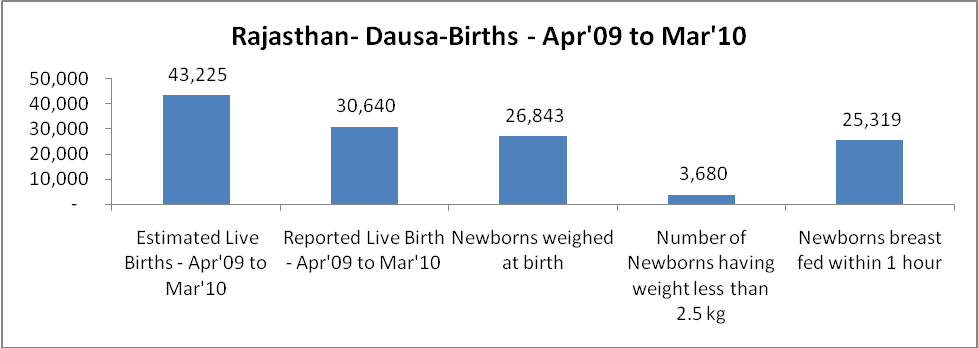 Rajasthan- Dausa-Births - Apr'09 to Mar'10
50,000
40,000
30,000
20,000
10,000
-
43,225
30,640
26,843
3,680
25,319
Estimated Live
Births - Apr'09 to
Mar'10
Reported Live Birth
- Apr'09 to Mar'10
Newborns weighed
at birth
Number of
Newborns having
weight less than
2.5 kg
Newborns breast
fed within 1 hour